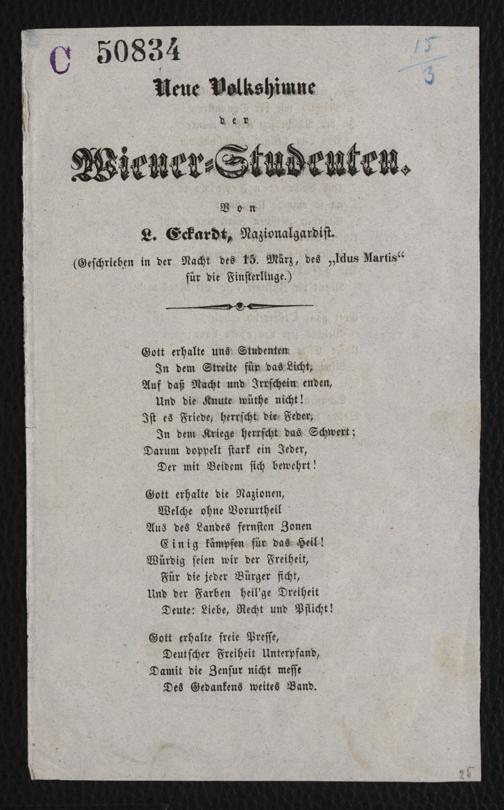 C 50834
15/3
Neue Volkshimne
der
Wiener-Studenten.
Von
L. Eckardt, Nazionalgardist.
(Geschrieben in der Nacht des 15. März, des „Idus Martis“
für die Finsterlinge.)
Gott erhalte uns Studenten
In dem Streite für das Licht,
Auf daß Nacht und Irrschein enden,
Und die Knute wüthe nicht!
Ist es Friede, herrscht die Feder,
In dem Kriege herrscht das Schwert;
Darum doppelt stark ein Jeder,
Der mit Beidem sich bewehrt!
Gott erhalte die Nazionen,
Welche ohne Vorurtheil
Aus des Landes fernsten Zonen
Einig kämpfen für das Heil!
Würdig seien wir der Freiheit,
Für die jeder Bürger ficht,
Und der Farben heil'ge Dreiheit
Deute: Liebe, Recht und Pflicht!
Gott erhalte freie Presse,
Deutscher Freiheit Unterpfand,
Damit die Zensur nicht messe
Des Gedankens weites Band.
25